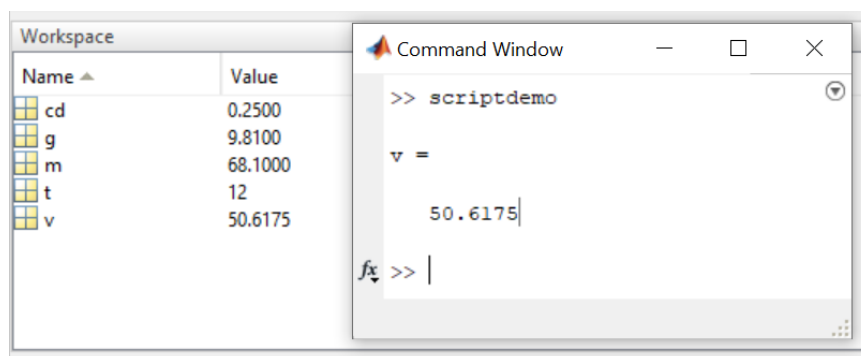 Workspace
Name Value
cd 0.2500
g 9.8100
m 68.1000
t 12
v 50.6175
Command Window
>> scriptdemo
v =
50.6175
fx >>